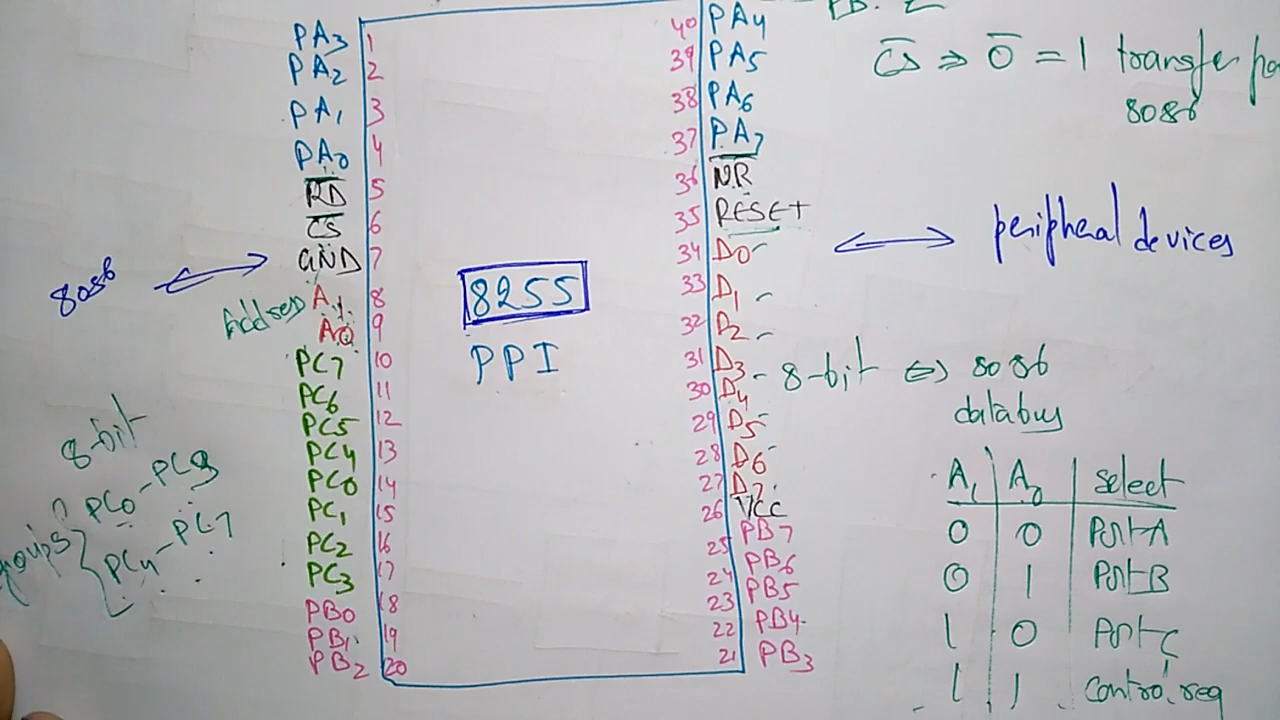 PA3 1
PA2 2
PA1 3
PA0 4
RD 5
CS 6
GND 7
Address A1 8
A0 9
PC7 10
PC6 11
PC5 12
PC4 13
PC0 14
PC1 15
PC2 16
PC3 17
PB0 18
PB1 19
PB2 20
8086
8-bit
PC0-PC3
PC4-PC7
8255
PPI
40 PA4
39 PA5
38 PA6
37 PA7
36 WR
35 RESET
34 D0
33 D1
32 D2
31 D3
30 D4
29 D5
28 D6
27 D7
26 VCC
25 PB7
24 PB6
23 PB5
22 PB4
21 PB3
CS ⇒ 0 = 1 transfer
8086
peripheral devices
8-bit ⇔ 8086
databus
A1 A0 select
0 0 Port-A
0 1 Port-B
1 0 Port-C
1 1 Control.reg